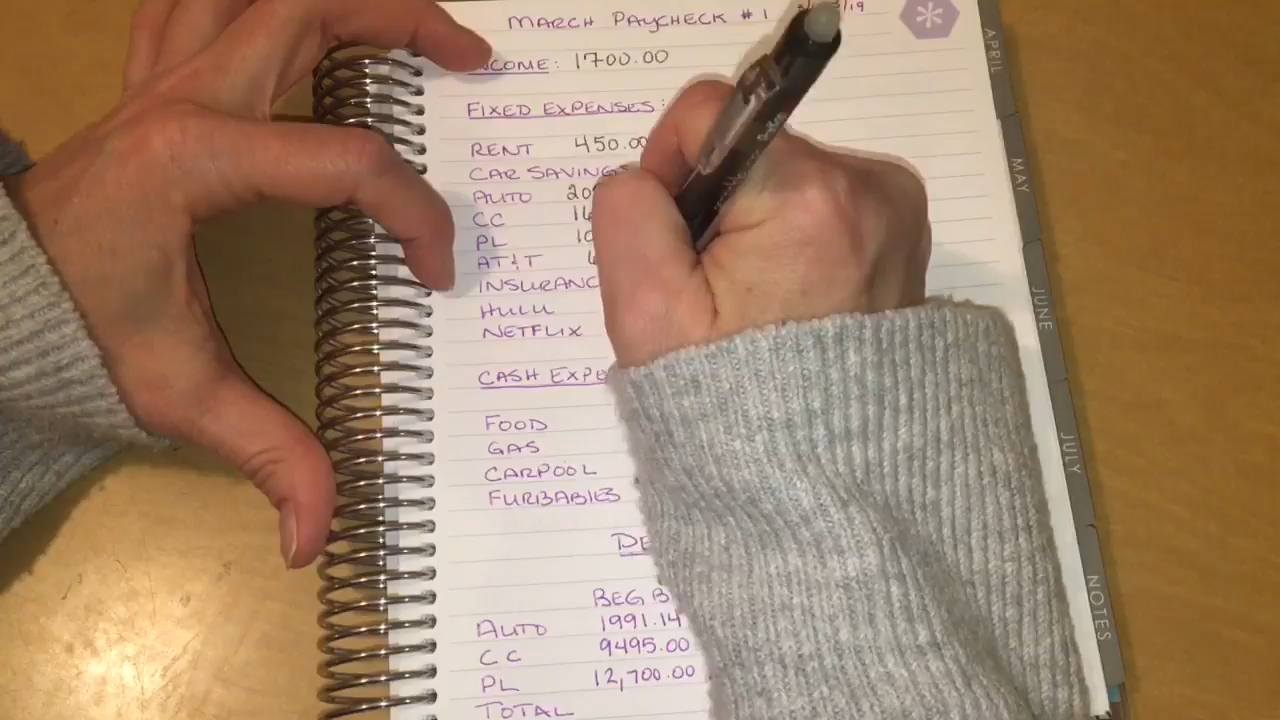 MARCH PAYCHECK #1
INCOME: 1700.00
FIXED EXPENSES:
RENT 450.00
CAR SAVINGS
AUTO
CC
PL
AT&T
HULU
NETFLIX
CASH
FOOD
GAS
CARPOOL
FURBABIES
BEG
AUTO 1991.14
CC 9495.00
PL 12,700.00
TOTAL
APRIL
MAY
JUNE
JULY
NOTES